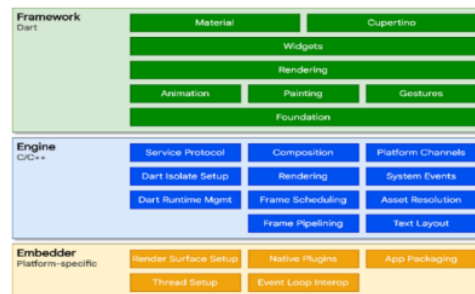 Framework
Dart
Material Cupertino
Widgets
Rendering
Animation Painting Gestures
Foundation
Engine
C/C++
Service Protocol Composition Platform Channels
Dart Isolate Setup Rendering System Events
Dart Runtime Mgmt Frame Scheduling Asset Resolution
Frame Pipelining Text Layout
Embedder
Platform-specific
Render Surface Setup Native Plugins App Packaging
Thread Setup Event Loop Interop